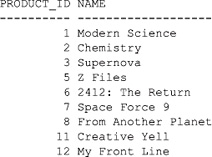 PRODUCT_ID NAME
---------- --------------------
1 Modern Science
2 Chemistry
3 Supernova
5 Z Files
6 2412: The Return
7 Space Force 9
8 From Another Planet
11 Creative Yell
12 My Front Line